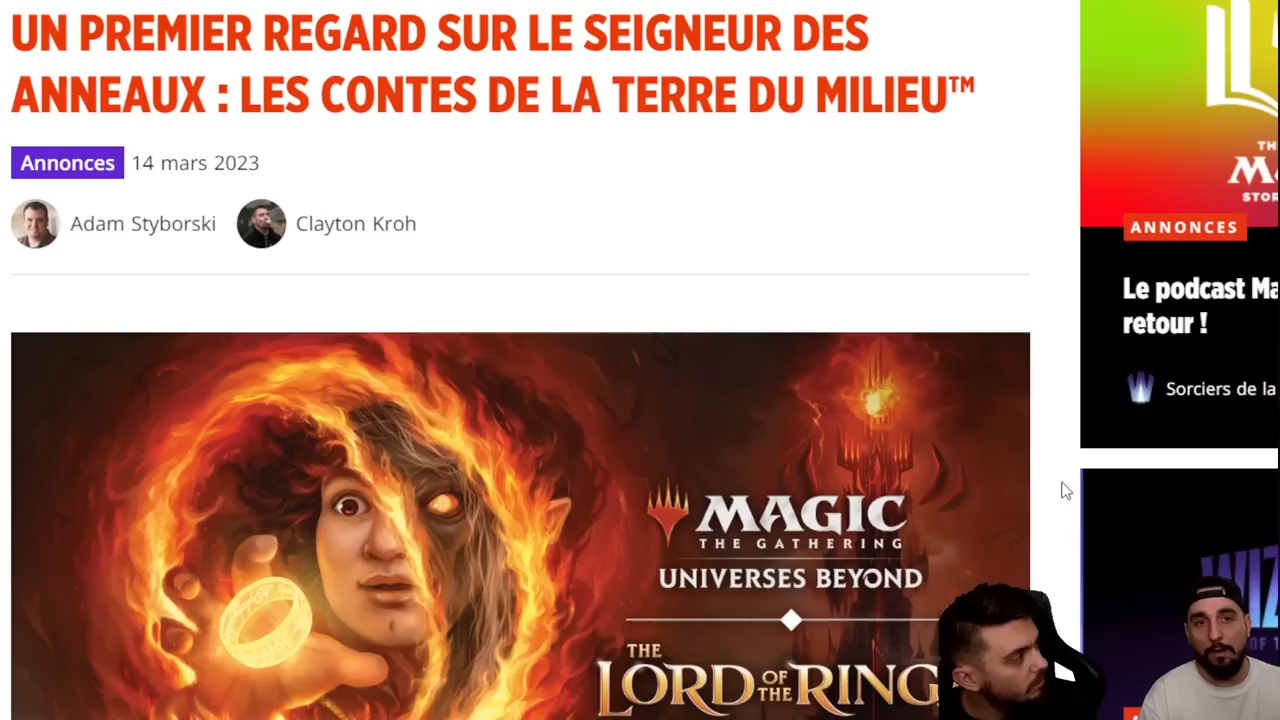 UN PREMIER REGARD SUR LE SEIGNEUR DES
ANNEAUX : LES CONTES DE LA TERRE DU MILIEU™
Annonces 14 mars 2023
Adam Styborski Clayton Kroh
MAGIC
THE GATHERING
UNIVERSES BEYOND
THE
LORD OF THE RING
TH
STOR
ANNONCES
Le podcast Ma
retour !
Sorciers de la